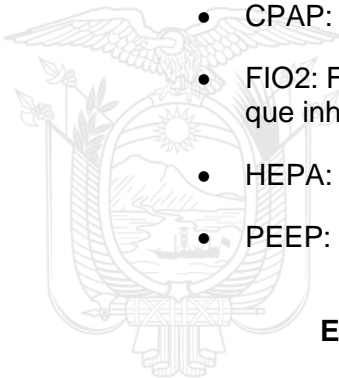 • CPAP:
• FIO2: F
que inh
• HEPA:
• PEEP:
E